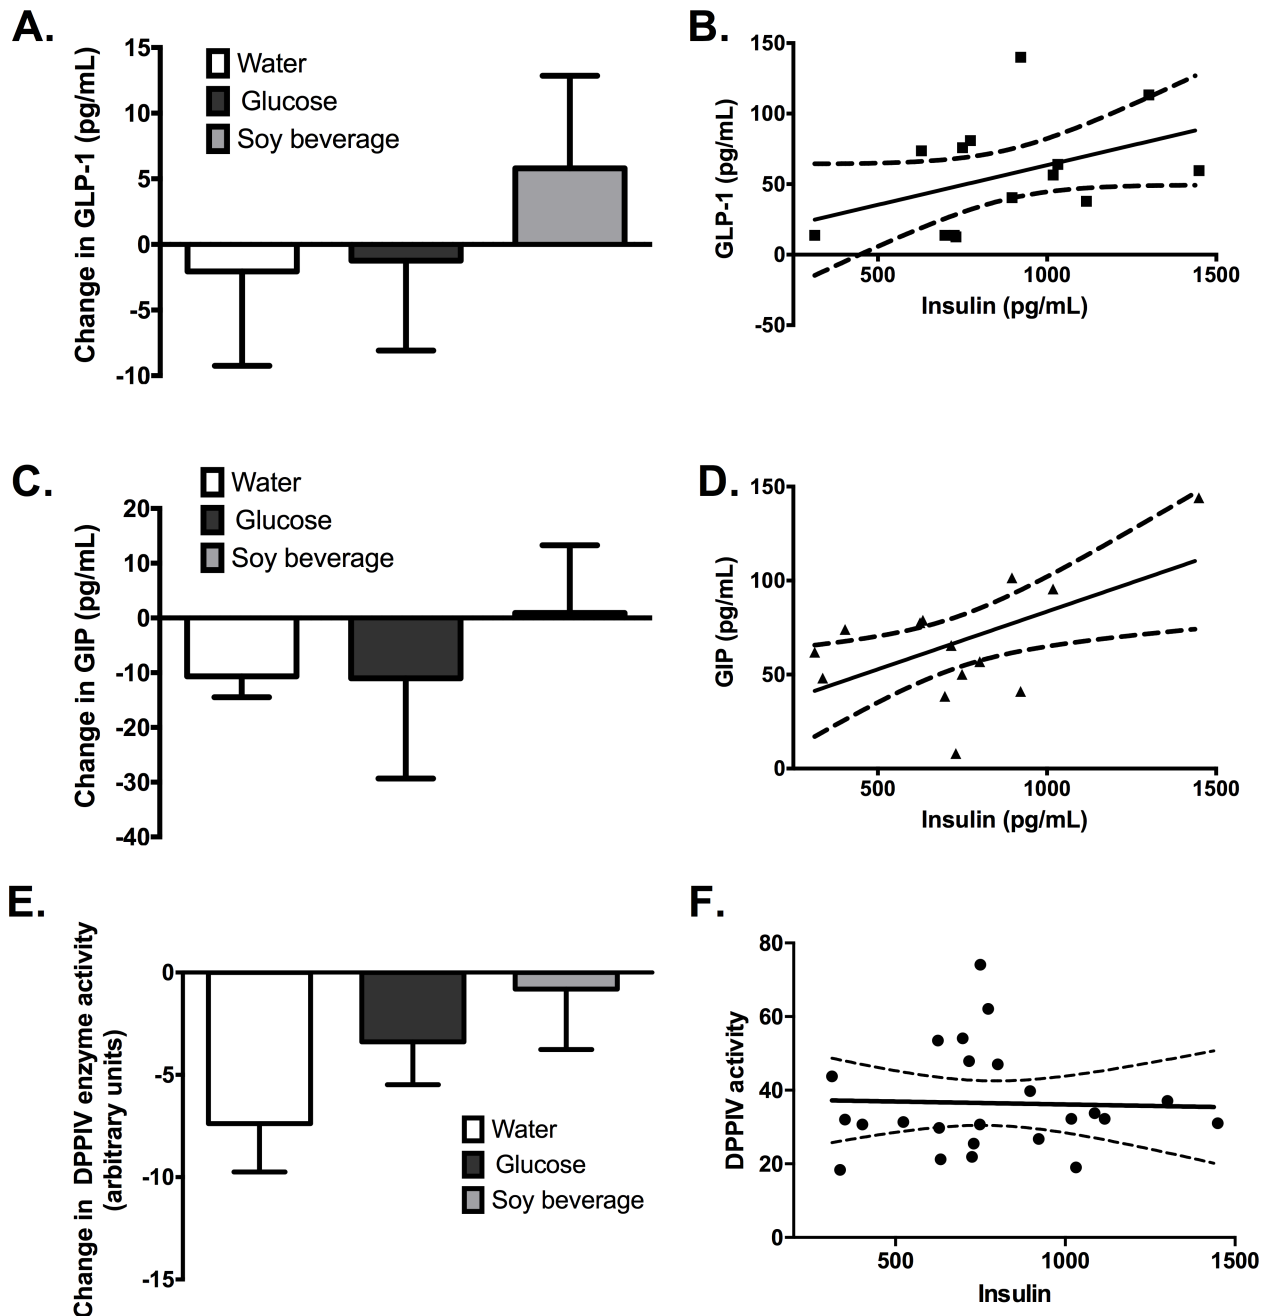 A.
Change in GLP-1 (pg/mL)
15
10
5
0
-5
-10
Water
Glucose
Soy beverage
B.
GLP-1 (pg/mL)
150
100
50
0
-50
500
1000
1500
Insulin (pg/mL)
C.
Change in GIP (pg/mL)
20
10
0
-10
-20
-30
-40
Water
Glucose
Soy beverage
D.
GIP (pg/mL)
150
100
50
0
500
1000
1500
Insulin (pg/mL)
E.
Change in DPPIV enzyme activity
(arbitrary units)
0
-5
-10
-15
Water
Glucose
Soy beverage
F.
DPPIV activity
80
60
40
20
0
500
1000
1500
Insulin